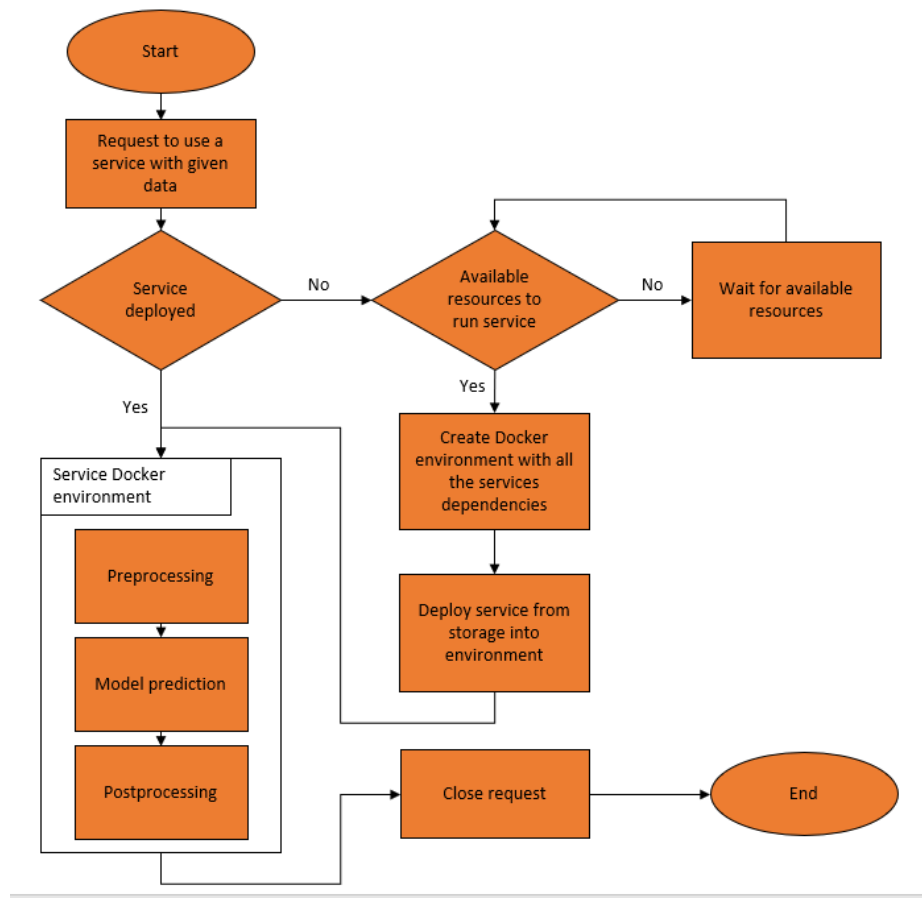 Start
Request to use a
service with given
data
Service
deployed
No
Available
resources to
run service
No
Wait for available
resources
Yes
Yes
Create Docker
environment with all
the services
dependencies
Service Docker
environment
Preprocessing
Deploy service from
storage into
environment
Model prediction
Postprocessing
Close request
End